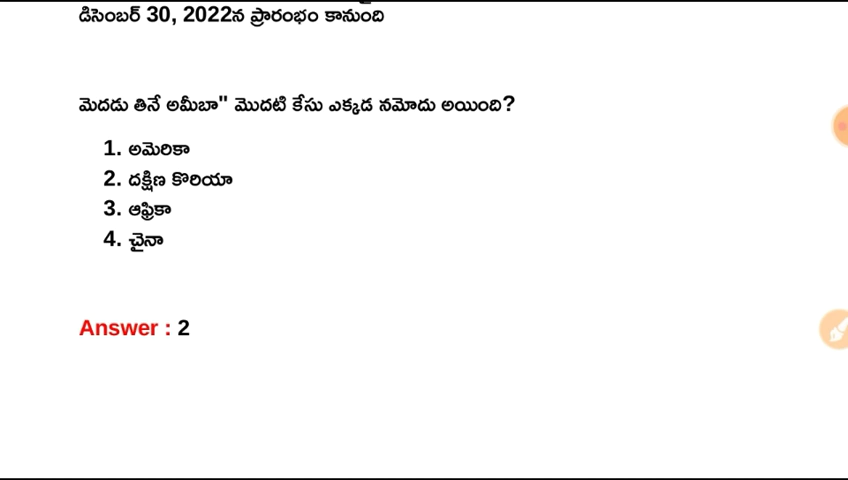 డిసెంబర్ 30, 2022న ప్రారంభం కానుంది
మెదడు తినే అమీబా" మొదటి కేసు ఎక్కడ నమోదు అయింది?
1. అమెరికా
2. దక్షిణ కొరియా
3. ఆఫ్రికా
4. చైనా
Answer : 2